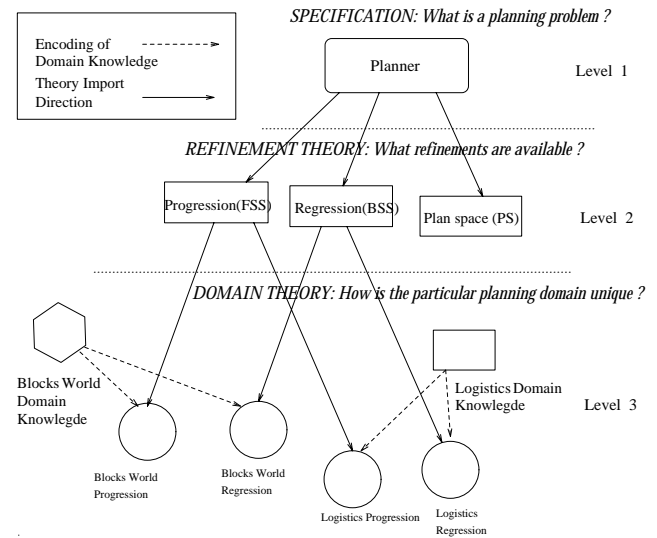 SPECIFICATION: What is a planning problem ?
Encoding of
Domain Knowledge
Theory Import
Direction
Planner
Level 1
REFINEMENT THEORY: What refinements are available ?
Progression(FSS)
Regression(BSS)
Plan space (PS)
Level 2
DOMAIN THEORY: How is the particular planning domain unique ?
Blocks World
Domain
Knowlegde
Logistics Domain
Knowlegde
Level 3
Blocks World
Progression
Blocks World
Regression
Logistics Progression
Logistics
Regression